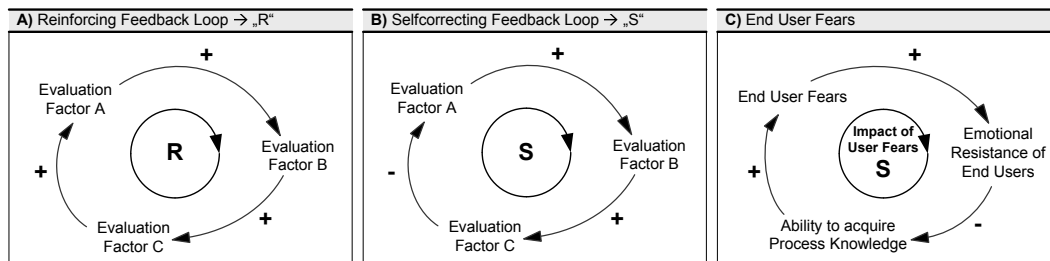 A) Reinforcing Feedback Loop → „R“
+
Evaluation
Factor A
R
Evaluation
Factor B
+
+
Evaluation
Factor C
B) Selfcorrecting Feedback Loop → „S“
+
Evaluation
Factor A
S
Evaluation
Factor B
-
+
Evaluation
Factor C
C) End User Fears
+
End User Fears
Impact of
User Fears
S
Emotional
Resistance of
End Users
+
-
Ability to acquire
Process Knowledge